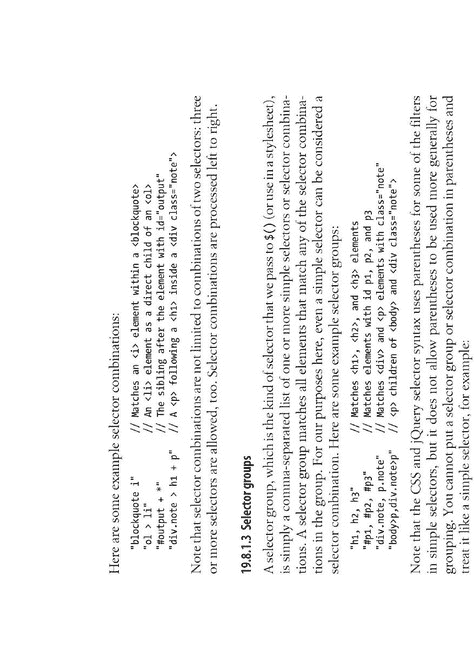 Here are some example selector combinations:
"blockquote i" // Matches an <i> element within a <blockquote>
"ol > li" // An <li> element as a direct child of an <ol>
"#output + *" // The sibling after the element with id="output"
"div.note > h1 + p" // A <p> following a <h1> inside a <div class="note">
Note that selector combinations are not limited to combinations of two selectors: three
or more selectors are allowed, too. Selector combinations are processed left to right.
19.8.1.3 Selector groups
A selector group, which is the kind of selector that we pass to $() (or use in a stylesheet),
is simply a comma-separated list of one or more simple selectors or selector combina-
tions. A selector group matches all elements that match any of the selector combina-
tions in the group. For our purposes here, even a simple selector can be considered a
selector combination. Here are some example selector groups:
"h1, h2, h3" // Matches <h1>, <h2>, and <h3> elements
"#p1, #p2, #p3" // Matches elements with id p1, p2, and p3
"div.note, p.note" // Matches <div> and <p> elements with class="note"
"body>p,div.note>p" // <p> children of <body> and <div class="note">
Note that the CSS and jQuery selector syntax uses parentheses for some of the filters
in simple selectors, but it does not allow parentheses to be used more generally for
grouping. You cannot put a selector group or selector combination in parentheses and
treat it like a simple selector, for example: